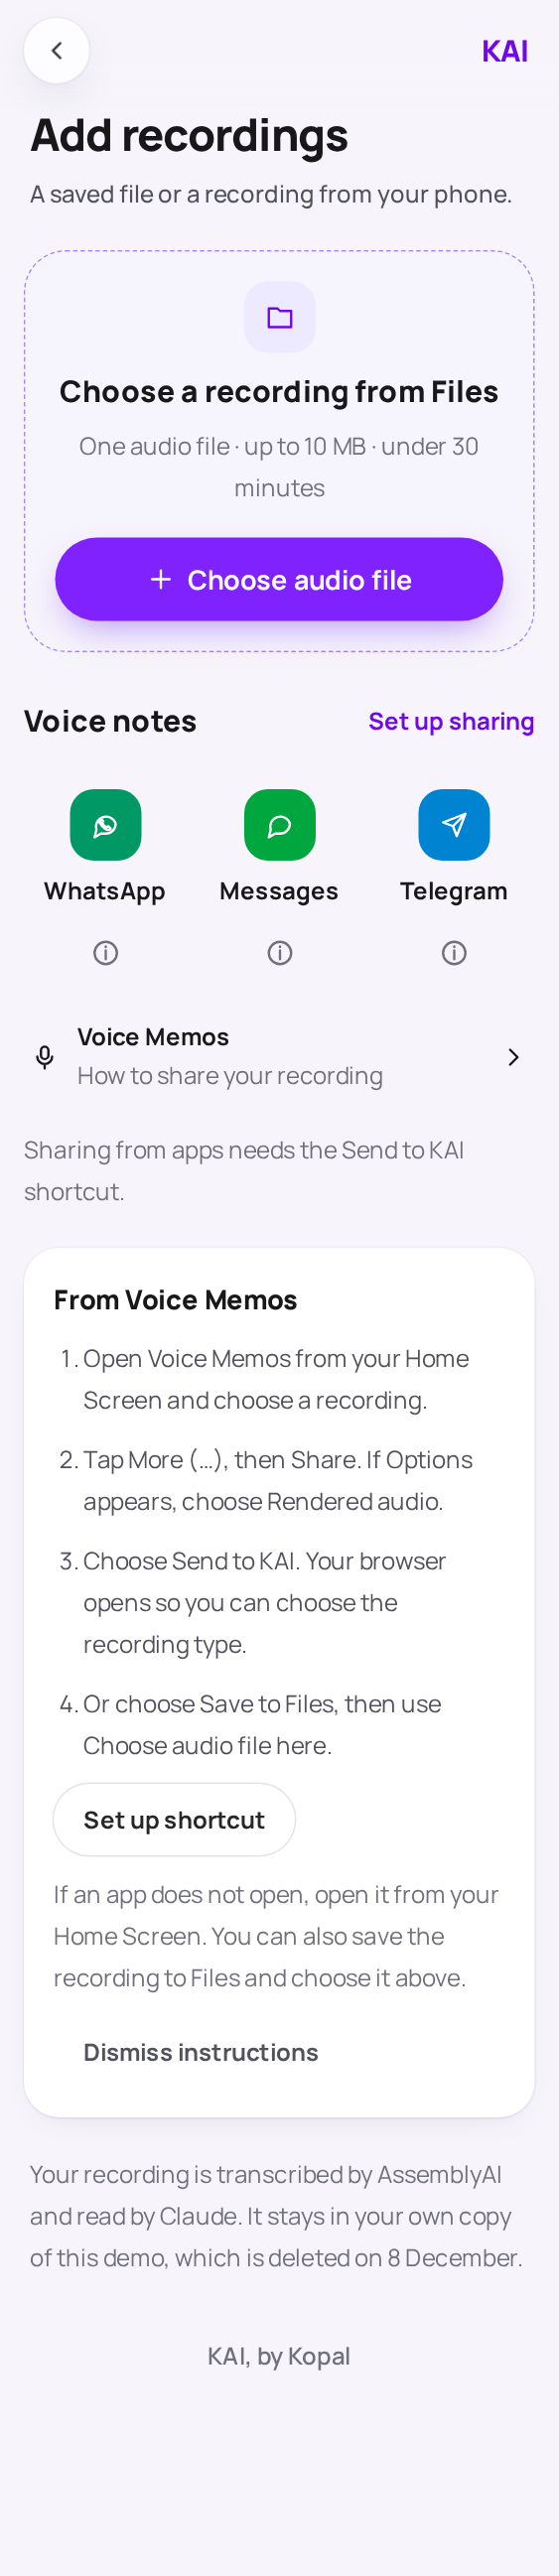 KAI
Add recordings
A saved file or a recording from your phone.
Choose a recording from Files
One audio file · up to 10 MB · under 30
minutes
+ Choose audio file
Voice notes
Set up sharing
WhatsApp
Messages
Telegram
Voice Memos
How to share your recording
Sharing from apps needs the Send to KAI
shortcut.
From Voice Memos
1. Open Voice Memos from your Home
Screen and choose a recording.
2. Tap More (…), then Share. If Options
appears, choose Rendered audio.
3. Choose Send to KAI. Your browser
opens so you can choose the
recording type.
4. Or choose Save to Files, then use
Choose audio file here.
Set up shortcut
If an app does not open, open it from your
Home Screen. You can also save the
recording to Files and choose it above.
Dismiss instructions
Your recording is transcribed by AssemblyAI
and read by Claude. It stays in your own copy
of this demo, which is deleted on 8 December.
KAI, by Kopal